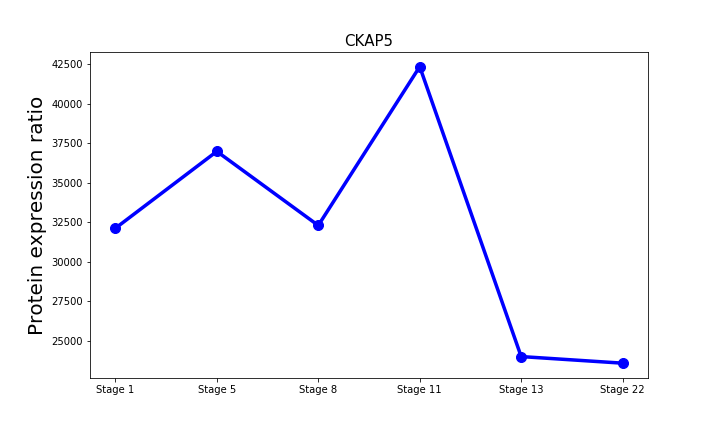 CKAP5
Protein expression ratio
42500
40000
37500
35000
32500
30000
27500
25000
Stage 1 Stage 5 Stage 8 Stage 11 Stage 13 Stage 22